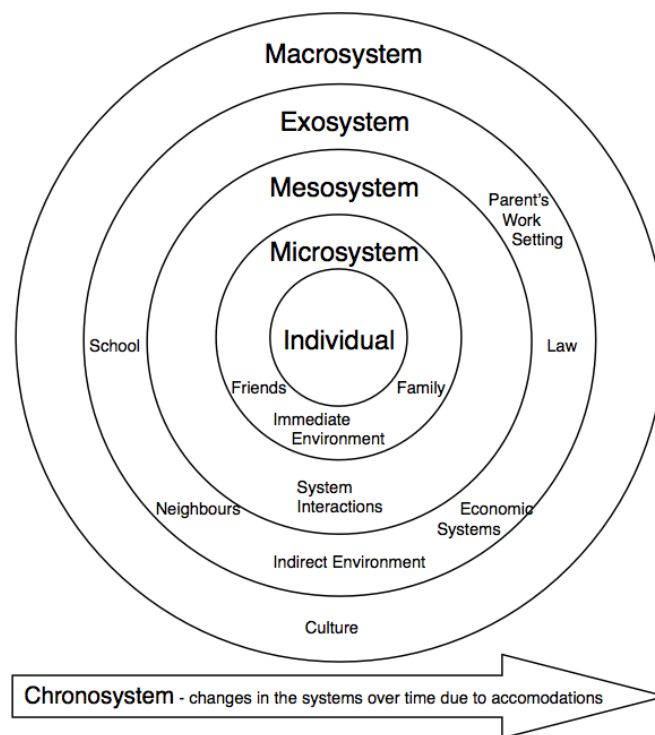 Macrosystem
Exosystem
Mesosystem
Parent's
Work
Setting
Microsystem
Individual
School
Law
Friends
Family
Immediate
Environment
System
Interactions
Neighbours
Economic
Systems
Indirect Environment
Culture
Chronosystem - changes in the systems over time due to accomodations